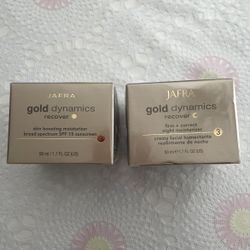 JAFRA
gold dynamics
recover
skin boosting moisturizer
broad spectrum SPF 15 sunscreen
50 ml / 1.7 FL OZ (US)
JAFRA
gold dynamics
recover
firm + correct
night moisturizer
3
crema facial humectante
reafirmante de noche
50 ml / 1.7 FL OZ (US)